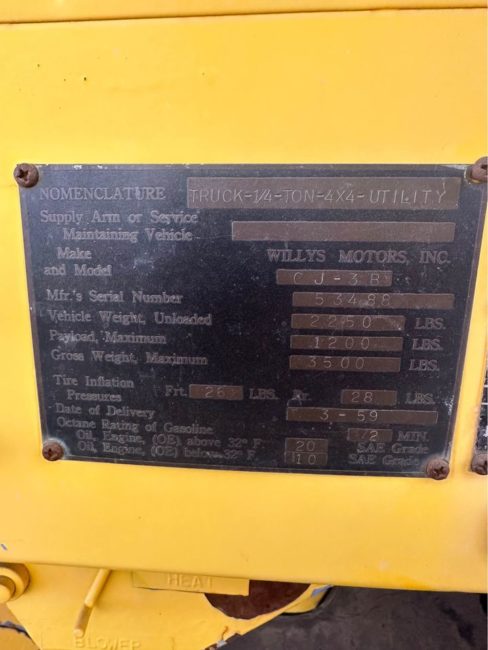 NOMENCLATURE TRUCK-1/4-TON-4X4-UTILITY
Supply Arm or Service
Maintaining Vehicle
Make WILLYS MOTORS, INC.
and Model CJ-3B
Mfr.'s Serial Number 53488
Vehicle Weight, Unloaded 2250 LBS.
Payload, Maximum 1200 LBS.
Gross Weight, Maximum 3500 LBS.
Tire Inflation
Pressures Frt. 26 LBS. Rr. 28 LBS.
Date of Delivery 3-59
Octane Rating of Gasoline 72 MIN.
Oil, Engine, (OE) above 32° F. 20 SAE Grade
Oil, Engine, (OE) below 32° F. 10 SAE Grade
HEAT
BLOWER